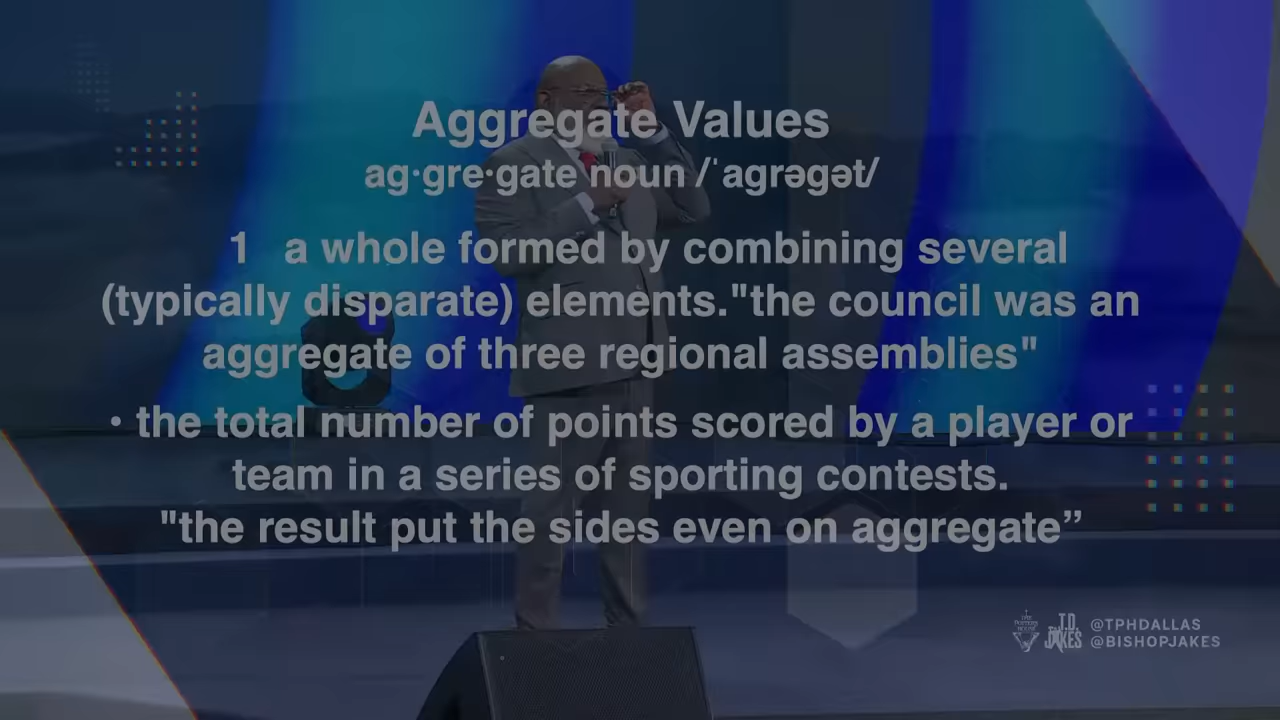 Aggregate Values
ag·gre·gate noun /ˈagrəgət/
1 a whole formed by combining several
(typically disparate) elements."the council was an
aggregate of three regional assemblies"
· the total number of points scored by a player or
team in a series of sporting contests.
"the result put the sides even on aggregate”
T.D. JAKES
@TPHDALLAS
@BISHOPJAKES